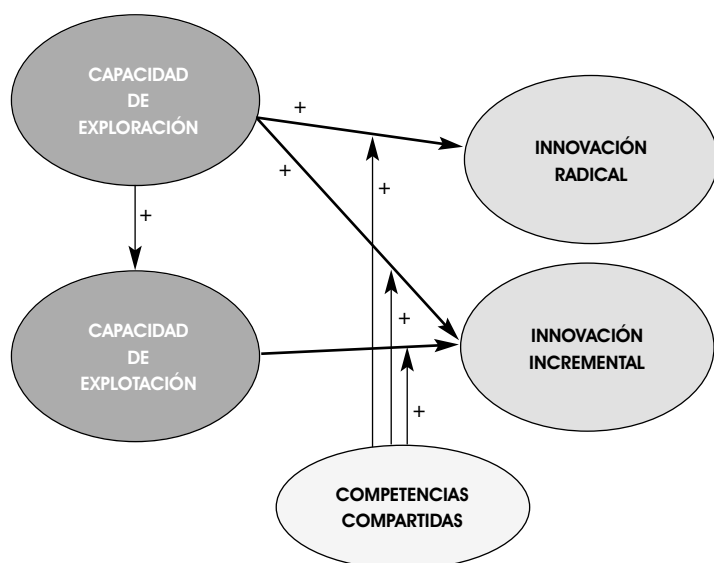 CAPACIDAD
DE
EXPLORACIÓN
+
INNOVACIÓN
RADICAL
+
+
+
CAPACIDAD
DE
EXPLOTACIÓN
+
INNOVACIÓN
INCREMENTAL
+
COMPETENCIAS
COMPARTIDAS